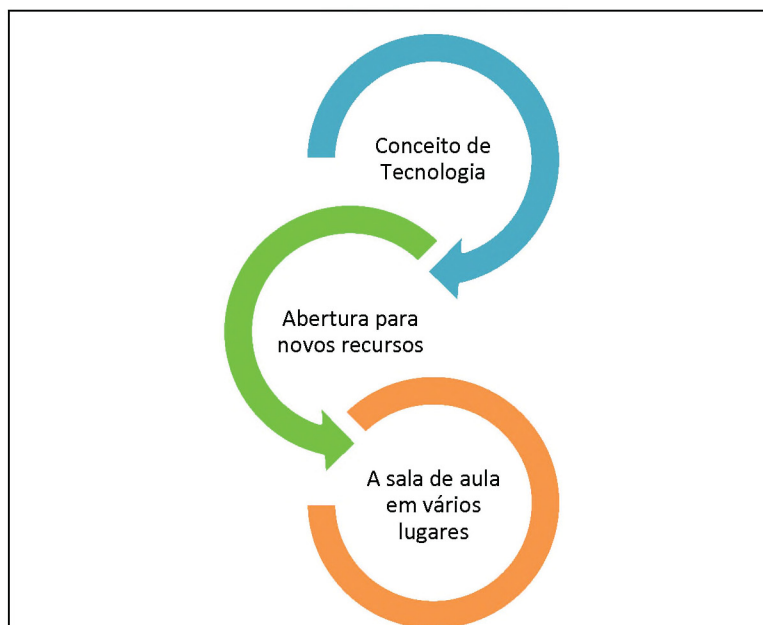 Conceito de
Tecnologia
Abertura para
novos recursos
A sala de aula
em vários
lugares